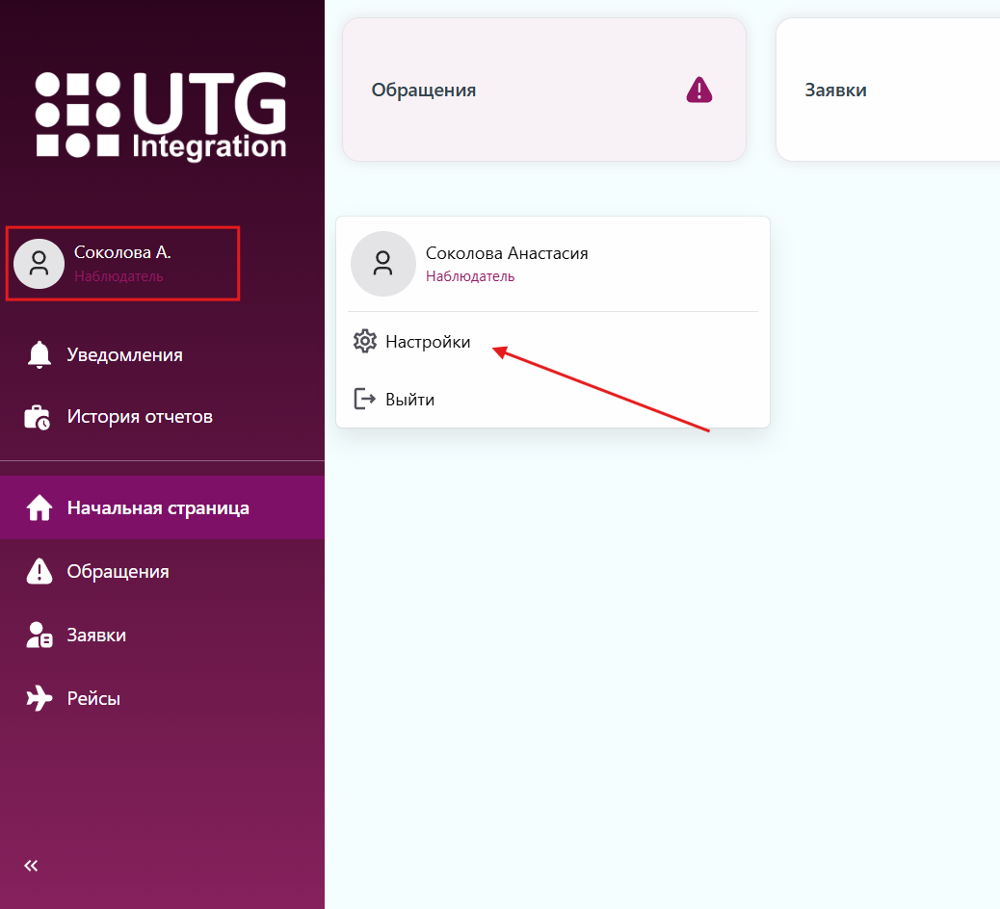 UTG
Integration
Соколова А.
Наблюдатель
Уведомления
История отчетов
Начальная страница
Обращения
Заявки
Рейсы
Обращения
Заявки
Соколова Анастасия
Наблюдатель
Настройки
Выйти